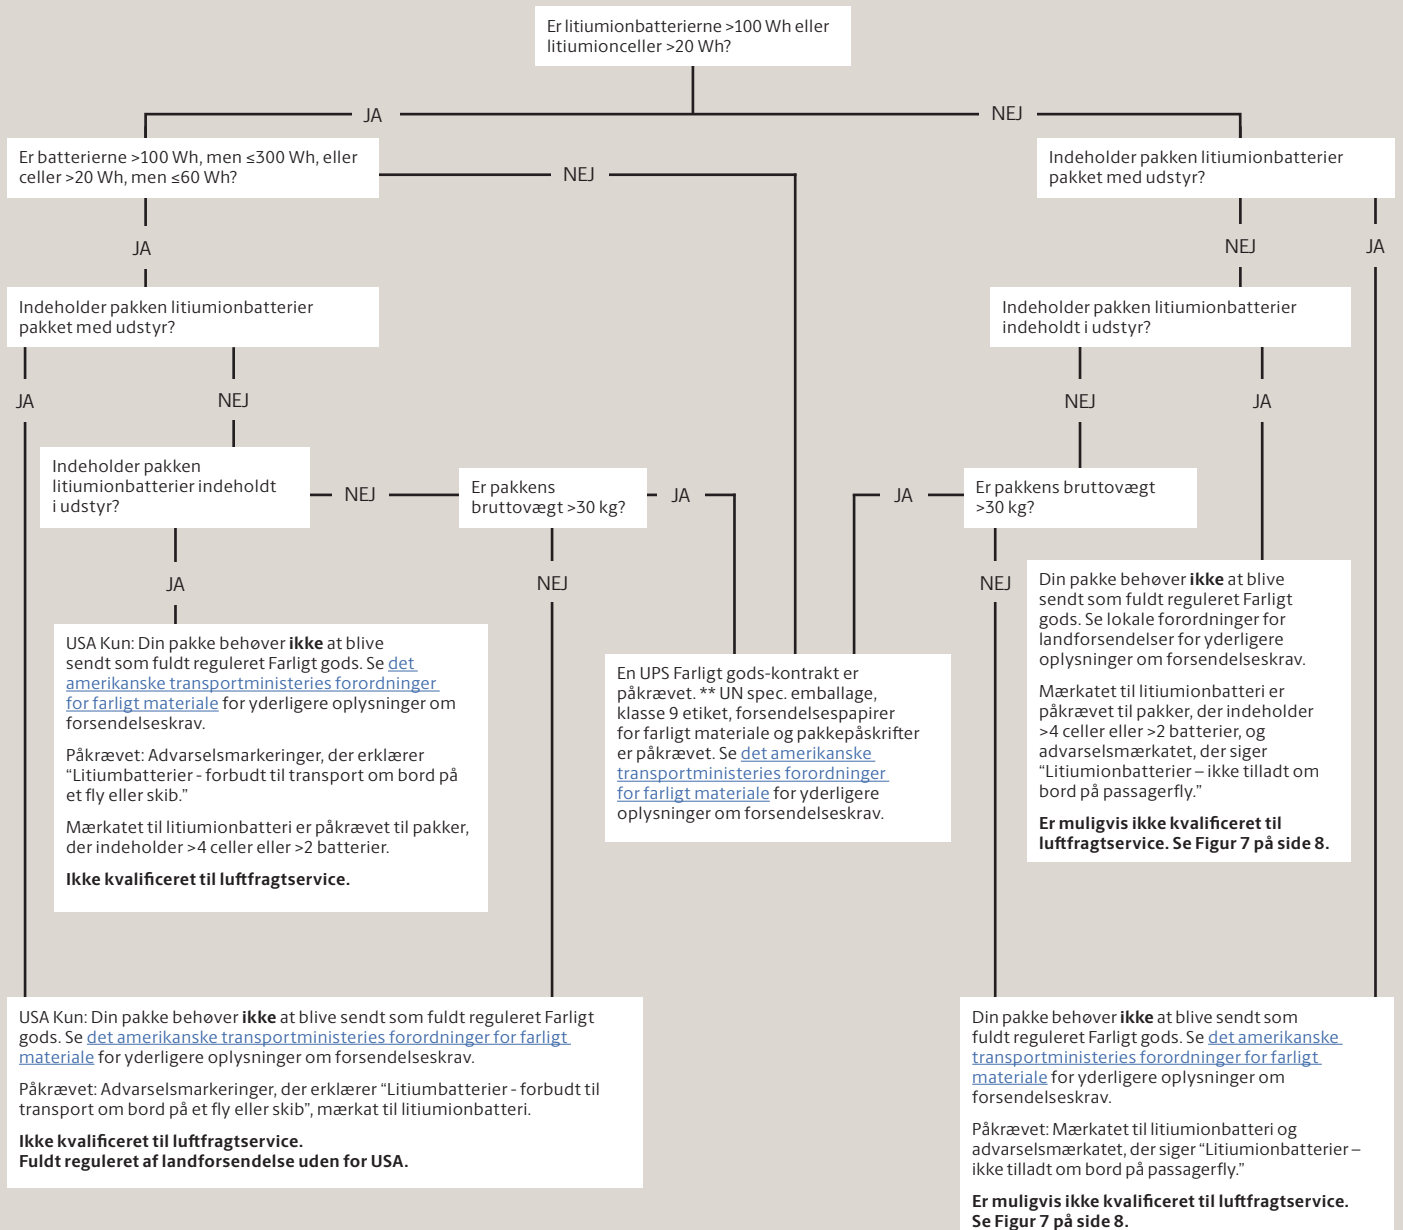 Er litiumionbatterierne >100 Wh eller
litiumionceller >20 Wh?
JA
NEJ
Er batterierne >100 Wh, men ≤300 Wh, eller
celler >20 Wh, men ≤60 Wh?
NEJ
Indeholder pakken litiumionbatterier
pakket med udstyr?
JA
NEJ
JA
Indeholder pakken litiumionbatterier
pakket med udstyr?
Indeholder pakken litiumionbatterier
indeholdt i udstyr?
JA
NEJ
NEJ
JA
Indeholder pakken
litiumionbatterier indeholdt
i udstyr?
NEJ
Er pakkens
bruttovægt >30 kg?
JA
JA
Er pakkens bruttovægt
>30 kg?
JA
NEJ
NEJ
Din pakke behøver ikke at blive
sendt som fuldt reguleret Farligt
gods. Se lokale forordninger for
landforsendelser for yderligere
oplysninger om forsendelseskrav.
Mærkatet til litiumionbatteri er
påkrævet til pakker, der indeholder
>4 celler eller >2 batterier, og
advarselsmærkatet, der siger
“Litiumionbatterier – ikke tilladt om
bord på passagerfly.”
Er muligvis ikke kvalificeret til
luftfragtservice. Se Figur 7 på side 8.
USA Kun: Din pakke behøver ikke at blive
sendt som fuldt reguleret Farligt gods. Se det
amerikanske transportministeries forordninger
for farligt materiale for yderligere oplysninger om
forsendelseskrav.
Påkrævet: Advarselsmarkeringer, der erklærer
“Litiumbatterier - forbudt til transport om bord på
et fly eller skib.”
Mærkatet til litiumionbatteri er påkrævet til pakker,
der indeholder >4 celler eller >2 batterier.
Ikke kvalificeret til luftfragtservice.
En UPS Farligt gods-kontrakt er
påkrævet. ** UN spec. emballage,
klasse 9 etiket, forsendelsespapirer
for farligt materiale og pakkepåskrifter
er påkrævet. Se det amerikanske
transportministeries forordninger
for farligt materiale for yderligere
oplysninger om forsendelseskrav.
USA Kun: Din pakke behøver ikke at blive sendt som fuldt reguleret Farligt
gods. Se det amerikanske transportministeries forordninger for farligt
materiale for yderligere oplysninger om forsendelseskrav.
Påkrævet: Advarselsmarkeringer, der erklærer “Litiumbatterier - forbudt til
transport om bord på et fly eller skib”, mærkat til litiumionbatteri.
Ikke kvalificeret til luftfragtservice.
Fuldt reguleret af landforsendelse uden for USA.
Din pakke behøver ikke at blive sendt som
fuldt reguleret Farligt gods. Se det amerikanske
transportministeries forordninger for farligt
materiale for yderligere oplysninger om
forsendelseskrav.
Påkrævet: Mærkatet til litiumionbatteri og
advarselsmærkatet, der siger “Litiumionbatterier –
ikke tilladt om bord på passagerfly.”
Er muligvis ikke kvalificeret til luftfragtservice.
Se Figur 7 på side 8.